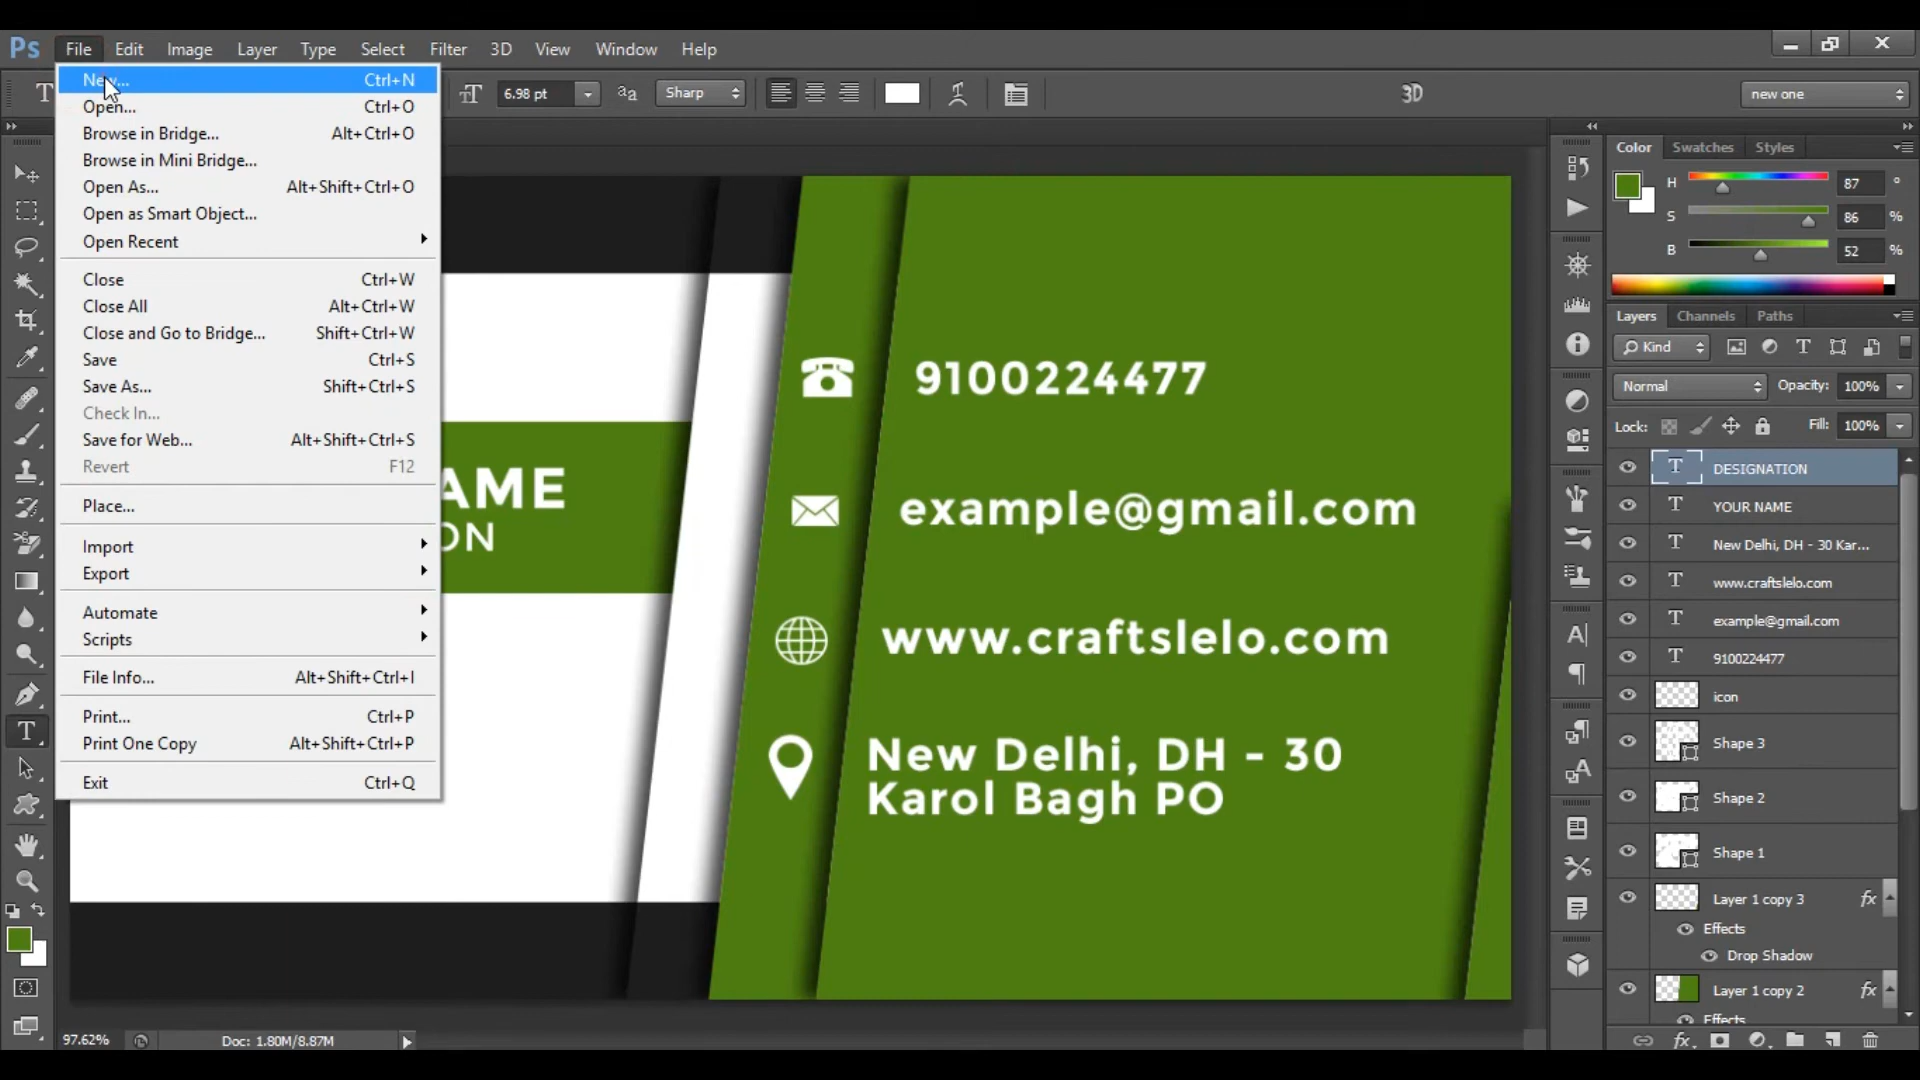 Ps File Edit Image Layer Type Select Filter 3D View Window Help
T 6.98 pt aa Sharp 3D new one
New... Ctrl+N
Open... Ctrl+O
Browse in Bridge... Alt+Ctrl+O
Browse in Mini Bridge...
Open As... Alt+Shift+Ctrl+O
Open as Smart Object...
Open Recent
Close Ctrl+W
Close All Alt+Ctrl+W
Close and Go to Bridge... Shift+Ctrl+W
Save Ctrl+S
Save As... Shift+Ctrl+S
Check In...
Save for Web... Alt+Shift+Ctrl+S
Revert F12
Place...
Import
Export
Automate
Scripts
File Info... Alt+Shift+Ctrl+I
Print... Ctrl+P
Print One Copy Alt+Shift+Ctrl+P
Exit Ctrl+Q
AME
ON
9100224477
example@gmail.com
www.craftslelo.com
New Delhi, DH - 30
Karol Bagh PO
Color Swatches Styles
H 87 °
S 86 %
B 52 %
Layers Channels Paths
Kind
Normal Opacity: 100%
Lock: Fill: 100%
T DESIGNATION
T YOUR NAME
T New Delhi, DH - 30 Kar...
T www.craftslelo.com
T example@gmail.com
T 9100224477
icon
Shape 3
Shape 2
Shape 1
Layer 1 copy 3 fx
Effects
Drop Shadow
Layer 1 copy 2 fx
Effects
97.62% Doc: 1.80M/8.87M fx